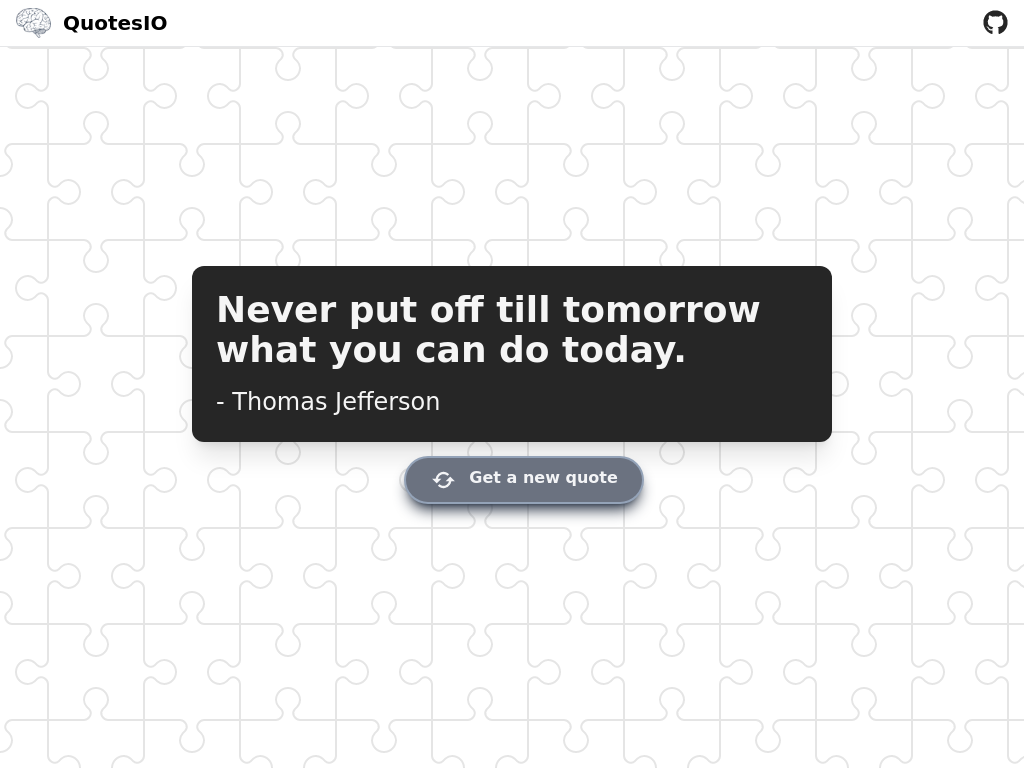 QuotesIO
Never put off till tomorrow
what you can do today.
- Thomas Jefferson
Get a new quote